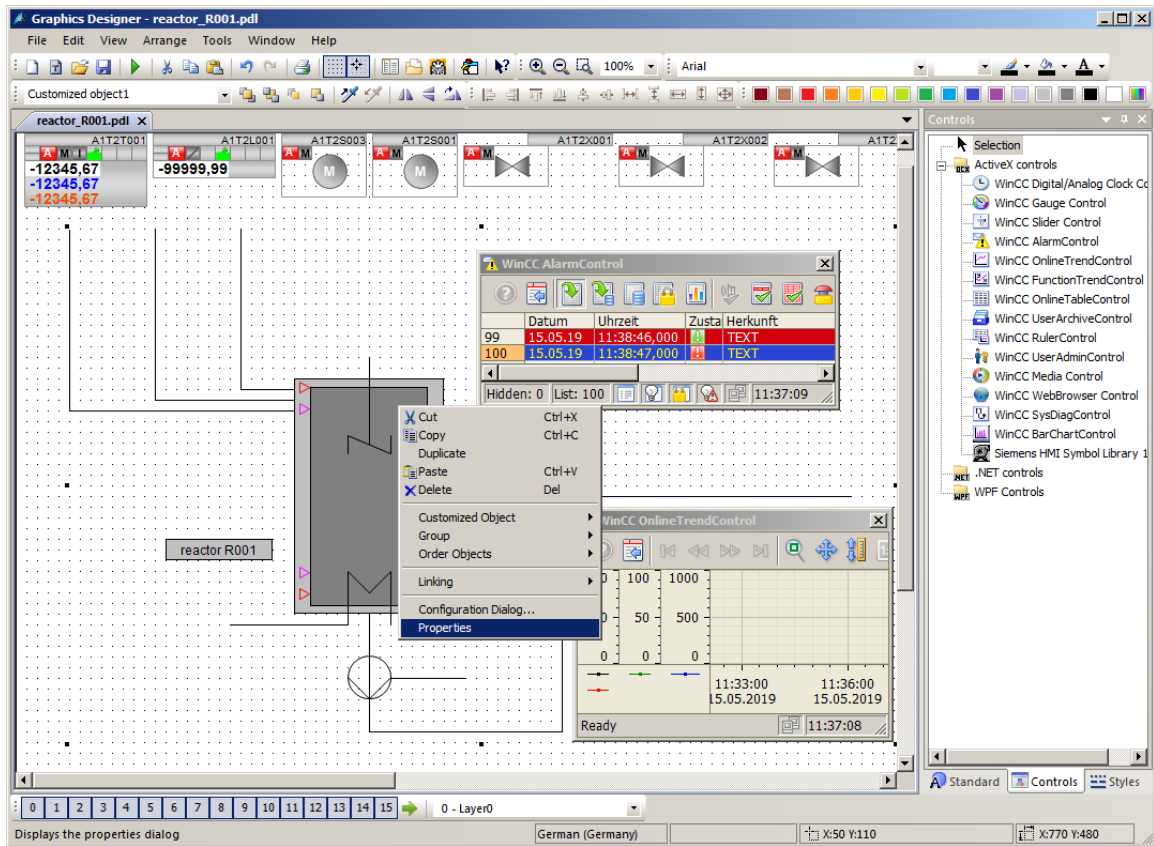 Graphics Designer - reactor_R001.pdl
File Edit View Arrange Tools Window Help
100% Arial A
Customized object1
reactor_R001.pdl X
Controls
A1T2T001 A1T2L001 A1T2S003 A1T2S001 A1T2X001 A1T2X002 A1T2
A M I A A M A M A M A M A M
-12345,67 -99999,99 M M
-12345,67
-12345,67
WinCC AlarmControl
Datum Uhrzeit Zusta Herkunft
99 15.05.19 11:38:46,000 TEXT
100 15.05.19 11:38:47,000 TEXT
Hidden: 0 List: 100 11:37:09
Cut Ctrl+X
Copy Ctrl+C
Duplicate
Paste Ctrl+V
Delete Del
Customized Object
Group
Order Objects
Linking
Configuration Dialog...
Properties
reactor R001
WinCC OnlineTrendControl
100 1000
50 500
0 0 0
11:33:00 11:36:00
15.05.2019 15.05.2019
Ready 11:37:08
Selection
ActiveX controls
WinCC Digital/Analog Clock Co
WinCC Gauge Control
WinCC Slider Control
WinCC AlarmControl
WinCC OnlineTrendControl
WinCC FunctionTrendControl
WinCC OnlineTableControl
WinCC UserArchiveControl
WinCC RulerControl
WinCC UserAdminControl
WinCC Media Control
WinCC WebBrowser Control
WinCC SysDiagControl
WinCC BarChartControl
Siemens HMI Symbol Library 1
.NET controls
WPF Controls
Standard Controls Styles
0 1 2 3 4 5 6 7 8 9 10 11 12 13 14 15 0 - Layer0
Displays the properties dialog German (Germany) X:50 Y:110 X:770 Y:480